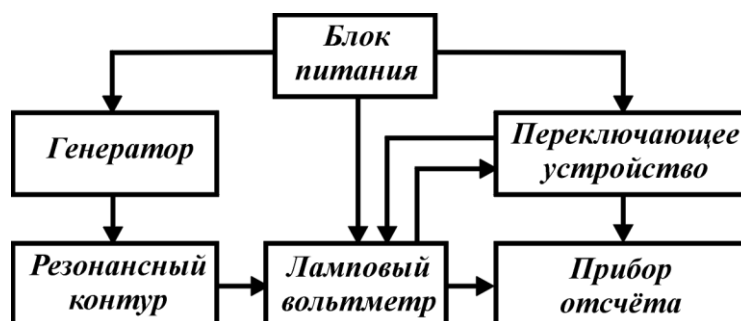 Блок
питания
Генератор
Переключающее
устройство
Резонансный
контур
Ламповый
вольтметр
Прибор
отсчёта